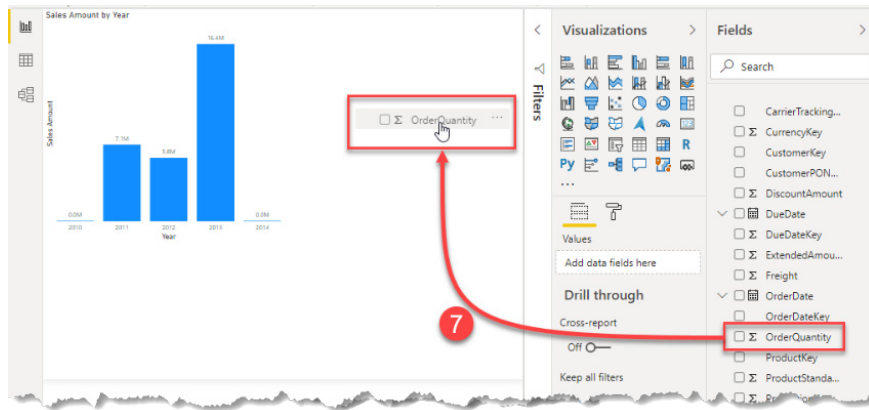 Sales Amount by Year
16.4M
7.1M
5.8M
0.0M
0.0M
2010
2011
2012
2013
2014
Year
Sales Amount
OrderQuantity
Filters
Visualizations
R
Py
Values
Add data fields here
Drill through
Cross-report
Off
Keep all filters
7
Fields
Search
CarrierTracking...
Σ CurrencyKey
CustomerKey
CustomerPON...
Σ DiscountAmount
DueDate
Σ DueDateKey
Σ ExtendedAmou...
Σ Freight
OrderDate
OrderDateKey
Σ OrderQuantity
ProductKey
Σ ProductStanda...